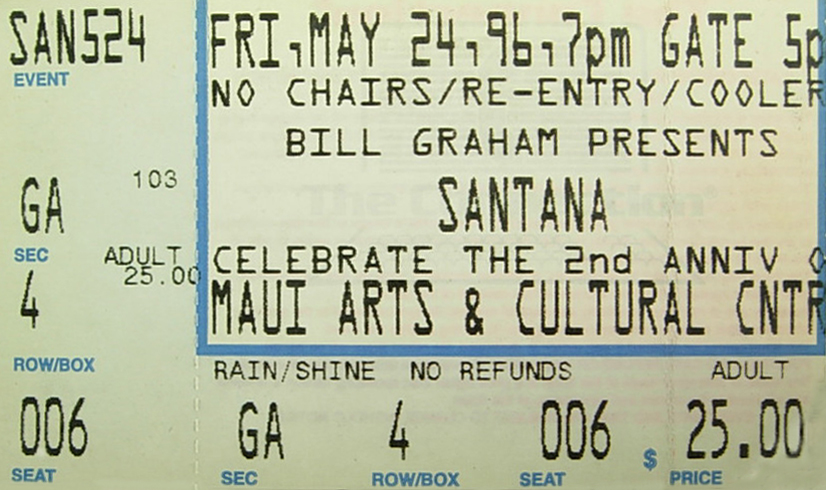 SAN524
EVENT
GA
103
SEC
ADULT
25.00
4
ROW/BOX
006
SEAT
FRI,MAY 24,96,7pm GATE 5p
NO CHAIRS/RE-ENTRY/COOLER
BILL GRAHAM PRESENTS
SANTANA
CELEBRATE THE 2nd ANNIV O
MAUI ARTS & CULTURAL CNTR
RAIN/SHINE NO REFUNDS ADULT
GA 4 006 $ 25.00
SEC ROW/BOX SEAT PRICE